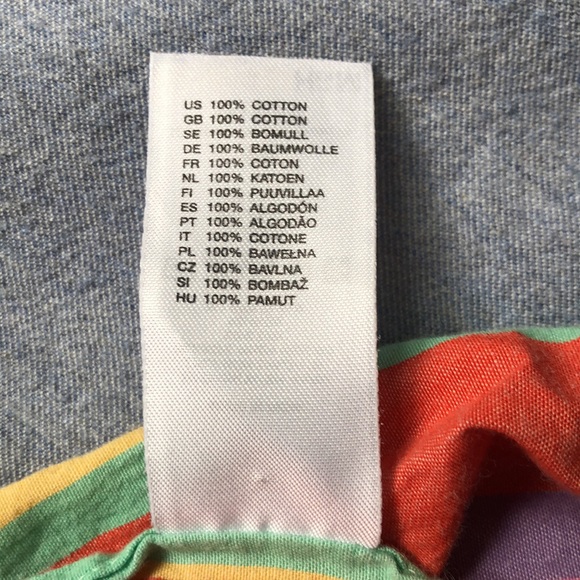 US 100% COTTON
GB 100% COTTON
SE 100% BOMULL
DE 100% BAUMWOLLE
FR 100% COTON
NL 100% KATOEN
FI 100% PUUVILLAA
ES 100% ALGODÓN
PT 100% ALGODÃO
IT 100% COTONE
PL 100% BAWEŁNA
CZ 100% BAVLNA
SI 100% BOMBAŽ
HU 100% PAMUT